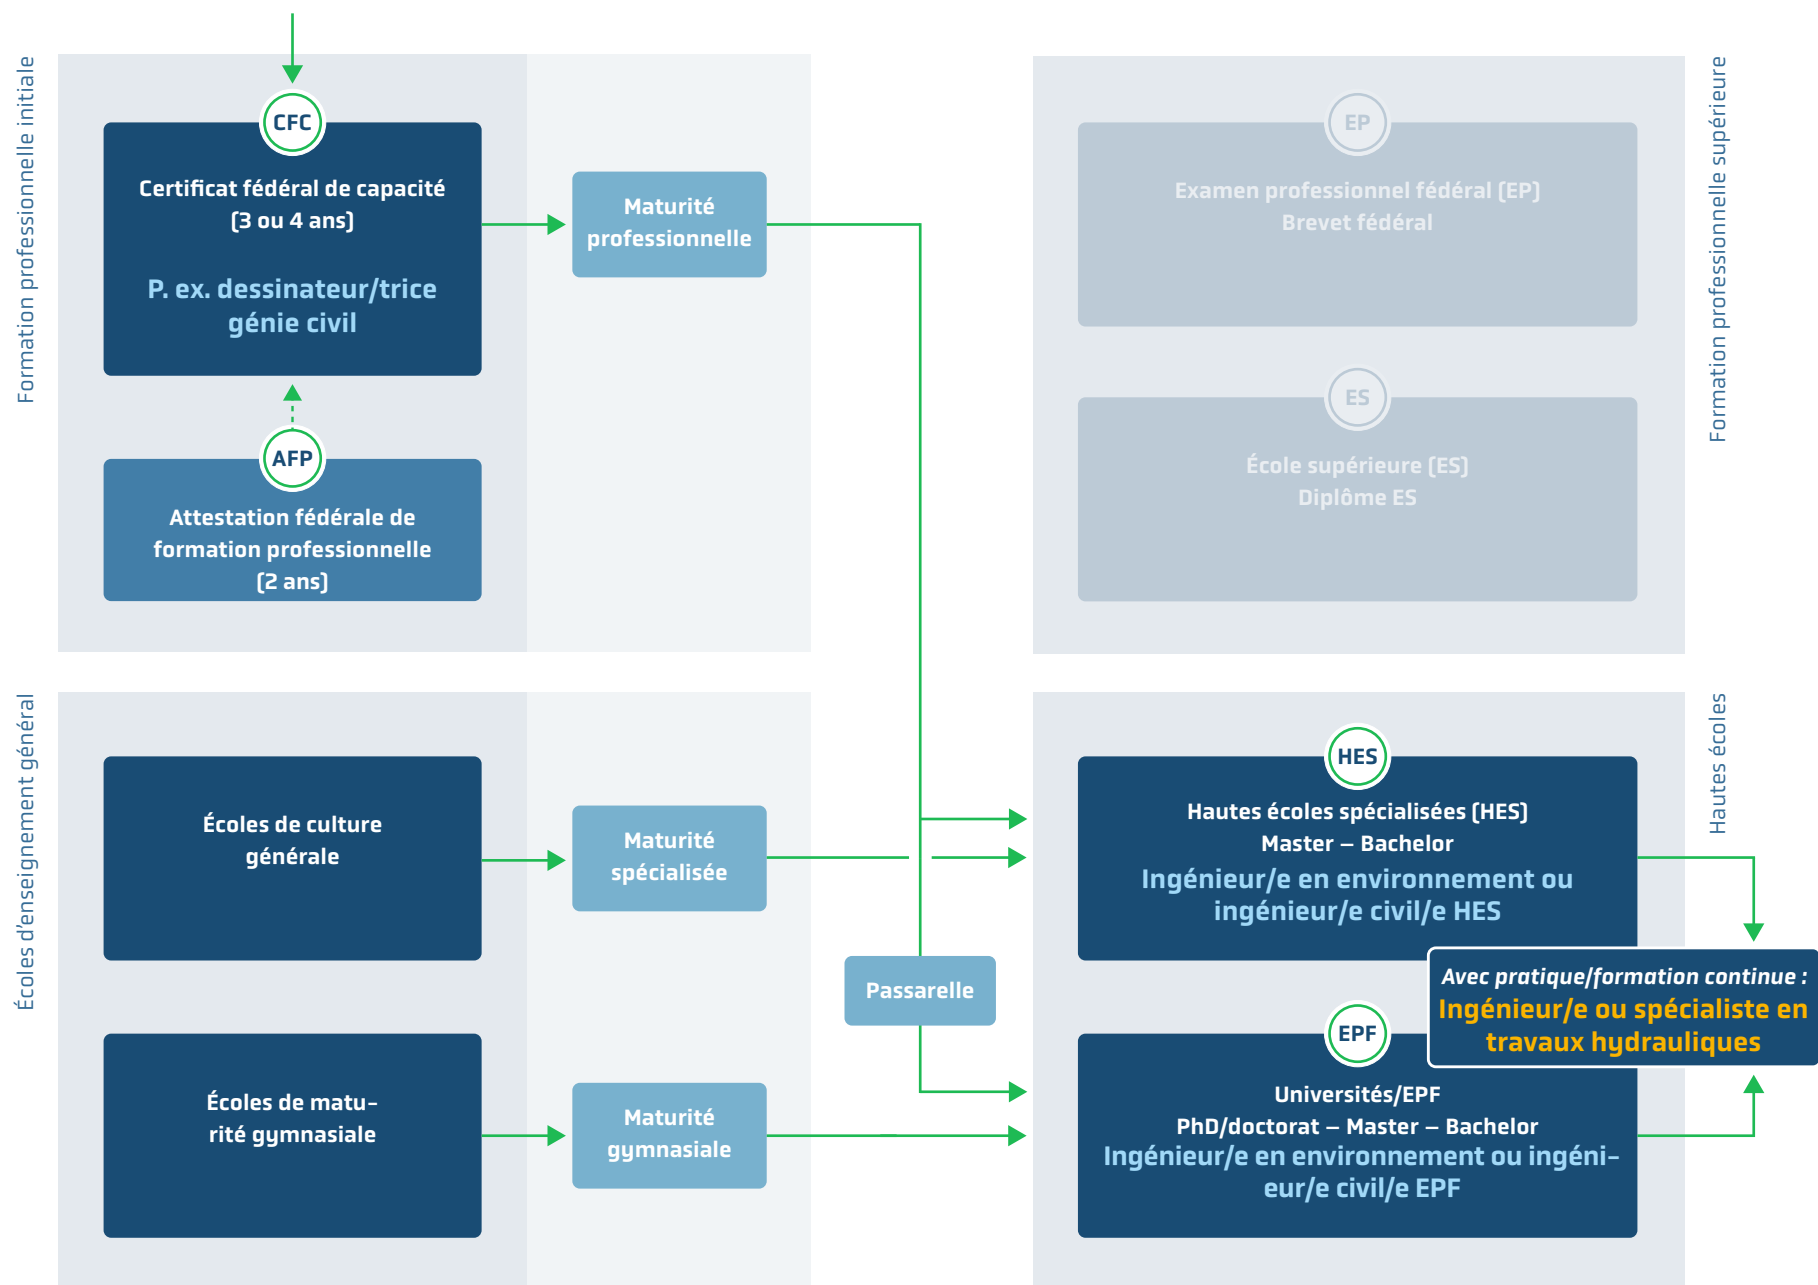 Formation professionnelle initiale
CFC
Certificat fédéral de capacité
(3 ou 4 ans)
P. ex. dessinateur/trice
génie civil
Maturité
professionnelle
AFP
Attestation fédérale de
formation professionnelle
(2 ans)
Formation professionnelle supérieure
EP
Examen professionnel fédéral (EP)
Brevet fédéral
ES
École supérieure (ES)
Diplôme ES
Écoles d'enseignement général
Écoles de culture
générale
Maturité
spécialisée
Écoles de matu-
rité gymnasiale
Maturité
gymnasiale
Passarelle
Hautes écoles
HES
Hautes écoles spécialisées (HES)
Master – Bachelor
Ingénieur/e en environnement ou
ingénieur/e civil/e HES
Avec pratique/formation continue :
Ingénieur/e ou spécialiste en
travaux hydrauliques
EPF
Universités/EPF
PhD/doctorat – Master – Bachelor
Ingénieur/e en environnement ou ingéni-
eur/e civil/e EPF